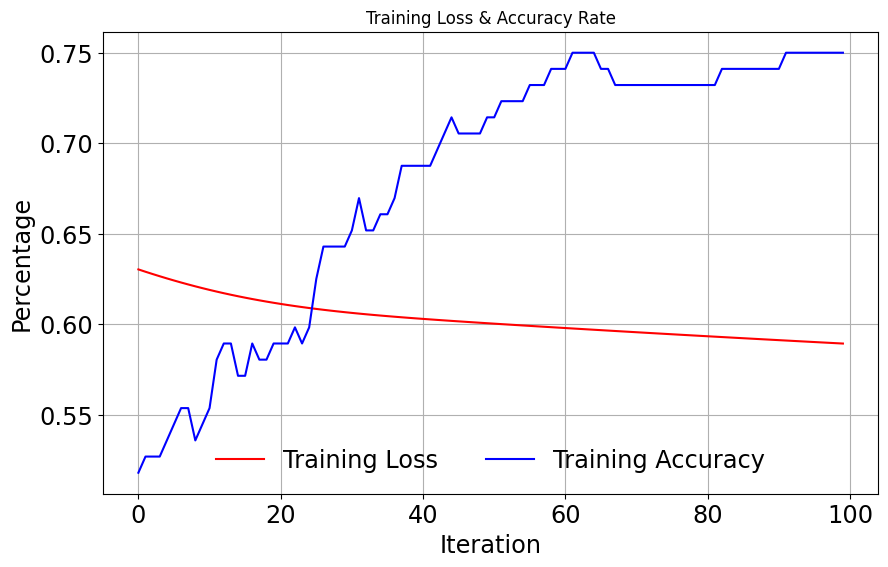 Training Loss & Accuracy Rate
Percentage
0.75
0.70
0.65
0.60
0.55
Training Loss Training Accuracy
0 20 40 60 80 100
Iteration